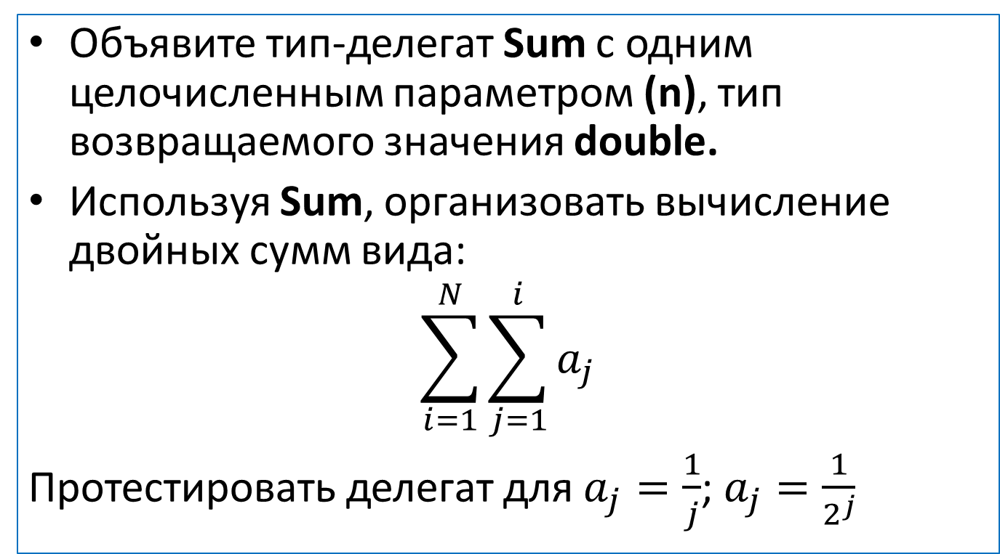 • Объявите тип-делегат Sum с одним
целочисленным параметром (n), тип
возвращаемого значения double.
• Используя Sum, организовать вычисление
двойных сумм вида:
$$\sum_{i=1}^{N} \sum_{j=1}^{i} a_j$$
Протестировать делегат для $a_j = \frac{1}{j}$; $a_j = \frac{1}{2^j}$